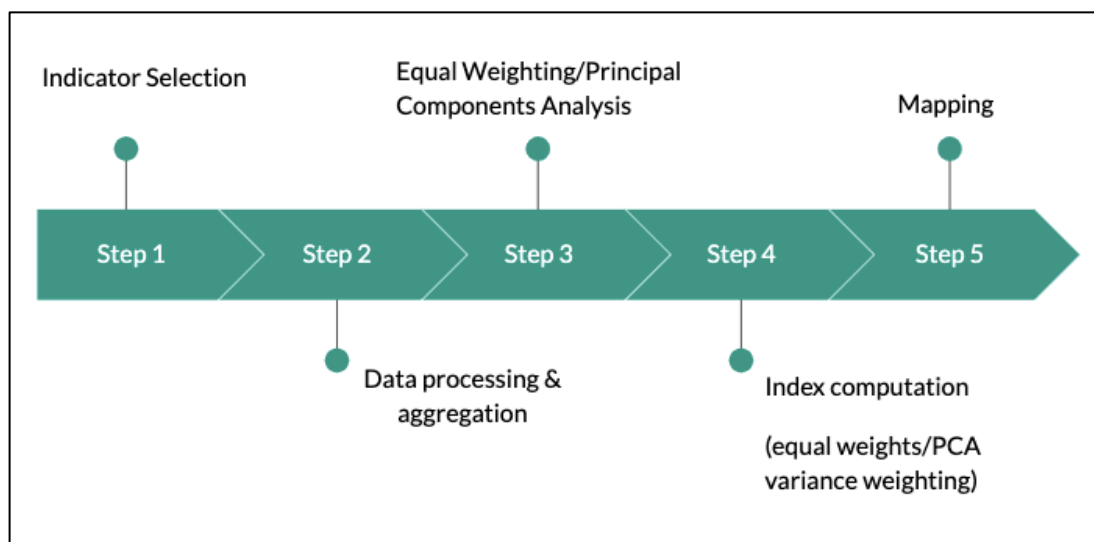 Indicator Selection
Equal Weighting/Principal
Components Analysis
Mapping
Step 1
Step 2
Step 3
Step 4
Step 5
Data processing &
aggregation
Index computation
(equal weights/PCA
variance weighting)